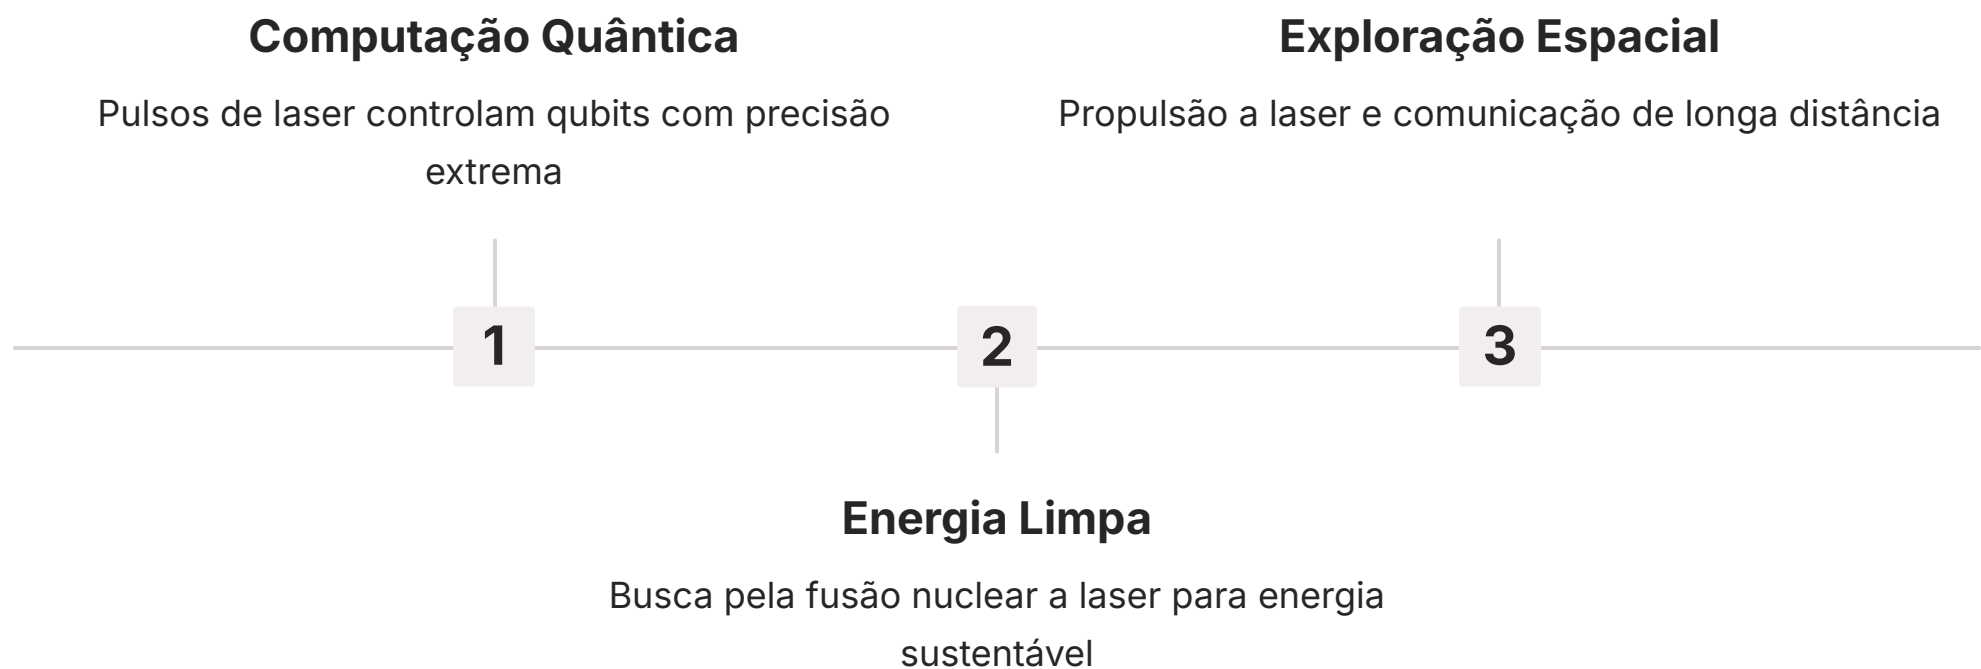 Computação Quântica
Pulsos de laser controlam qubits com precisão
extrema
Exploração Espacial
Propulsão a laser e comunicação de longa distância
1
2
3
Energia Limpa
Busca pela fusão nuclear a laser para energia
sustentável